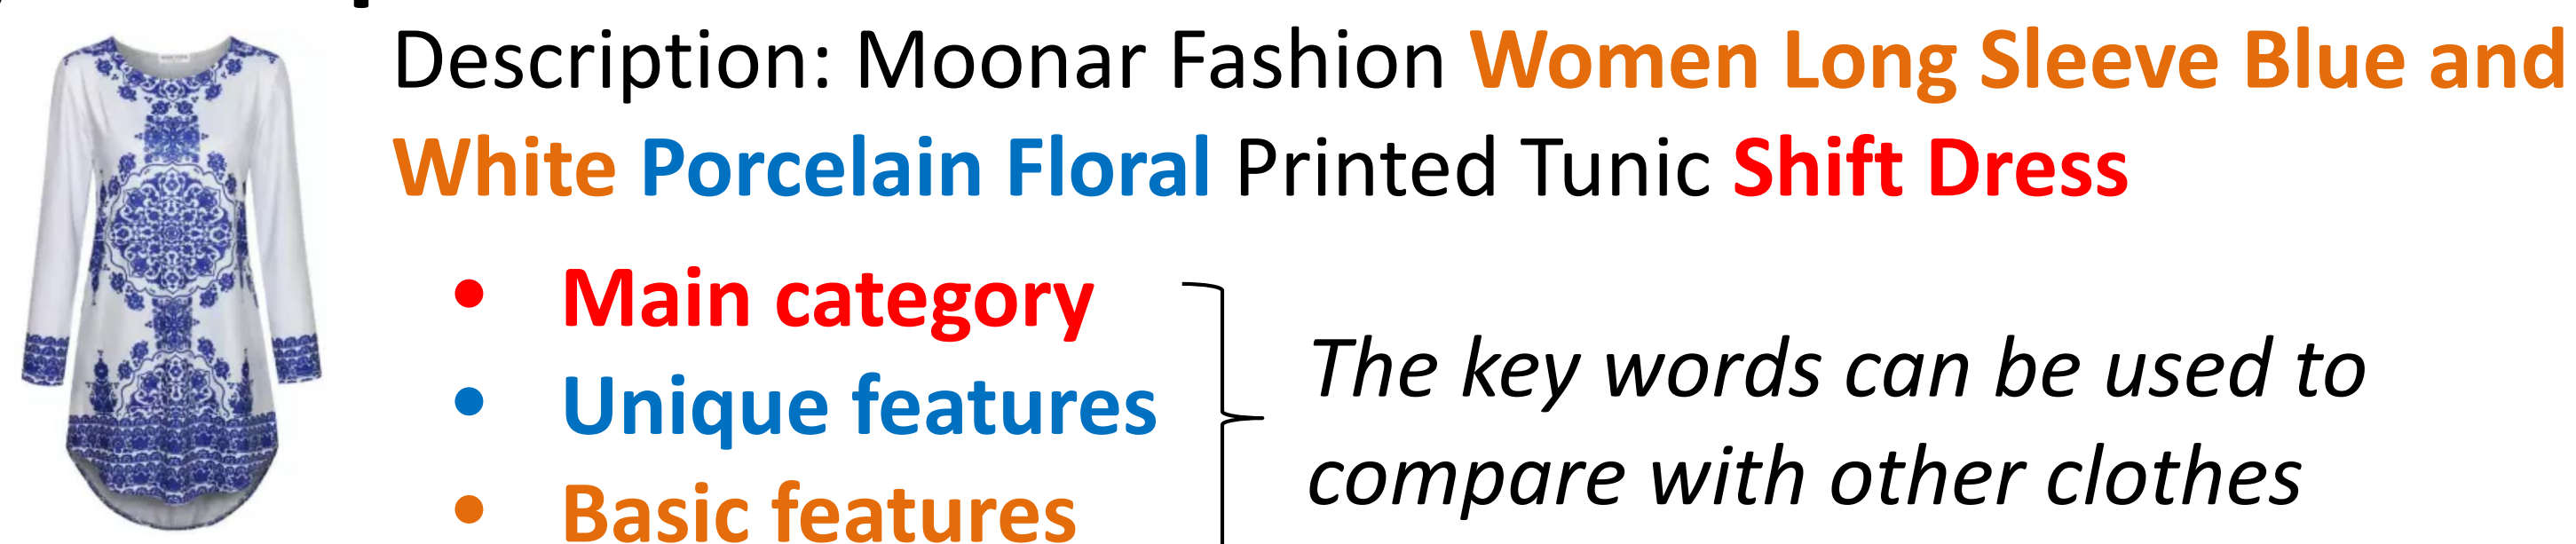 Description: Moonar Fashion Women Long Sleeve Blue and
White Porcelain Floral Printed Tunic Shift Dress
• Main category
• Unique features
• Basic features
The key words can be used to
compare with other clothes